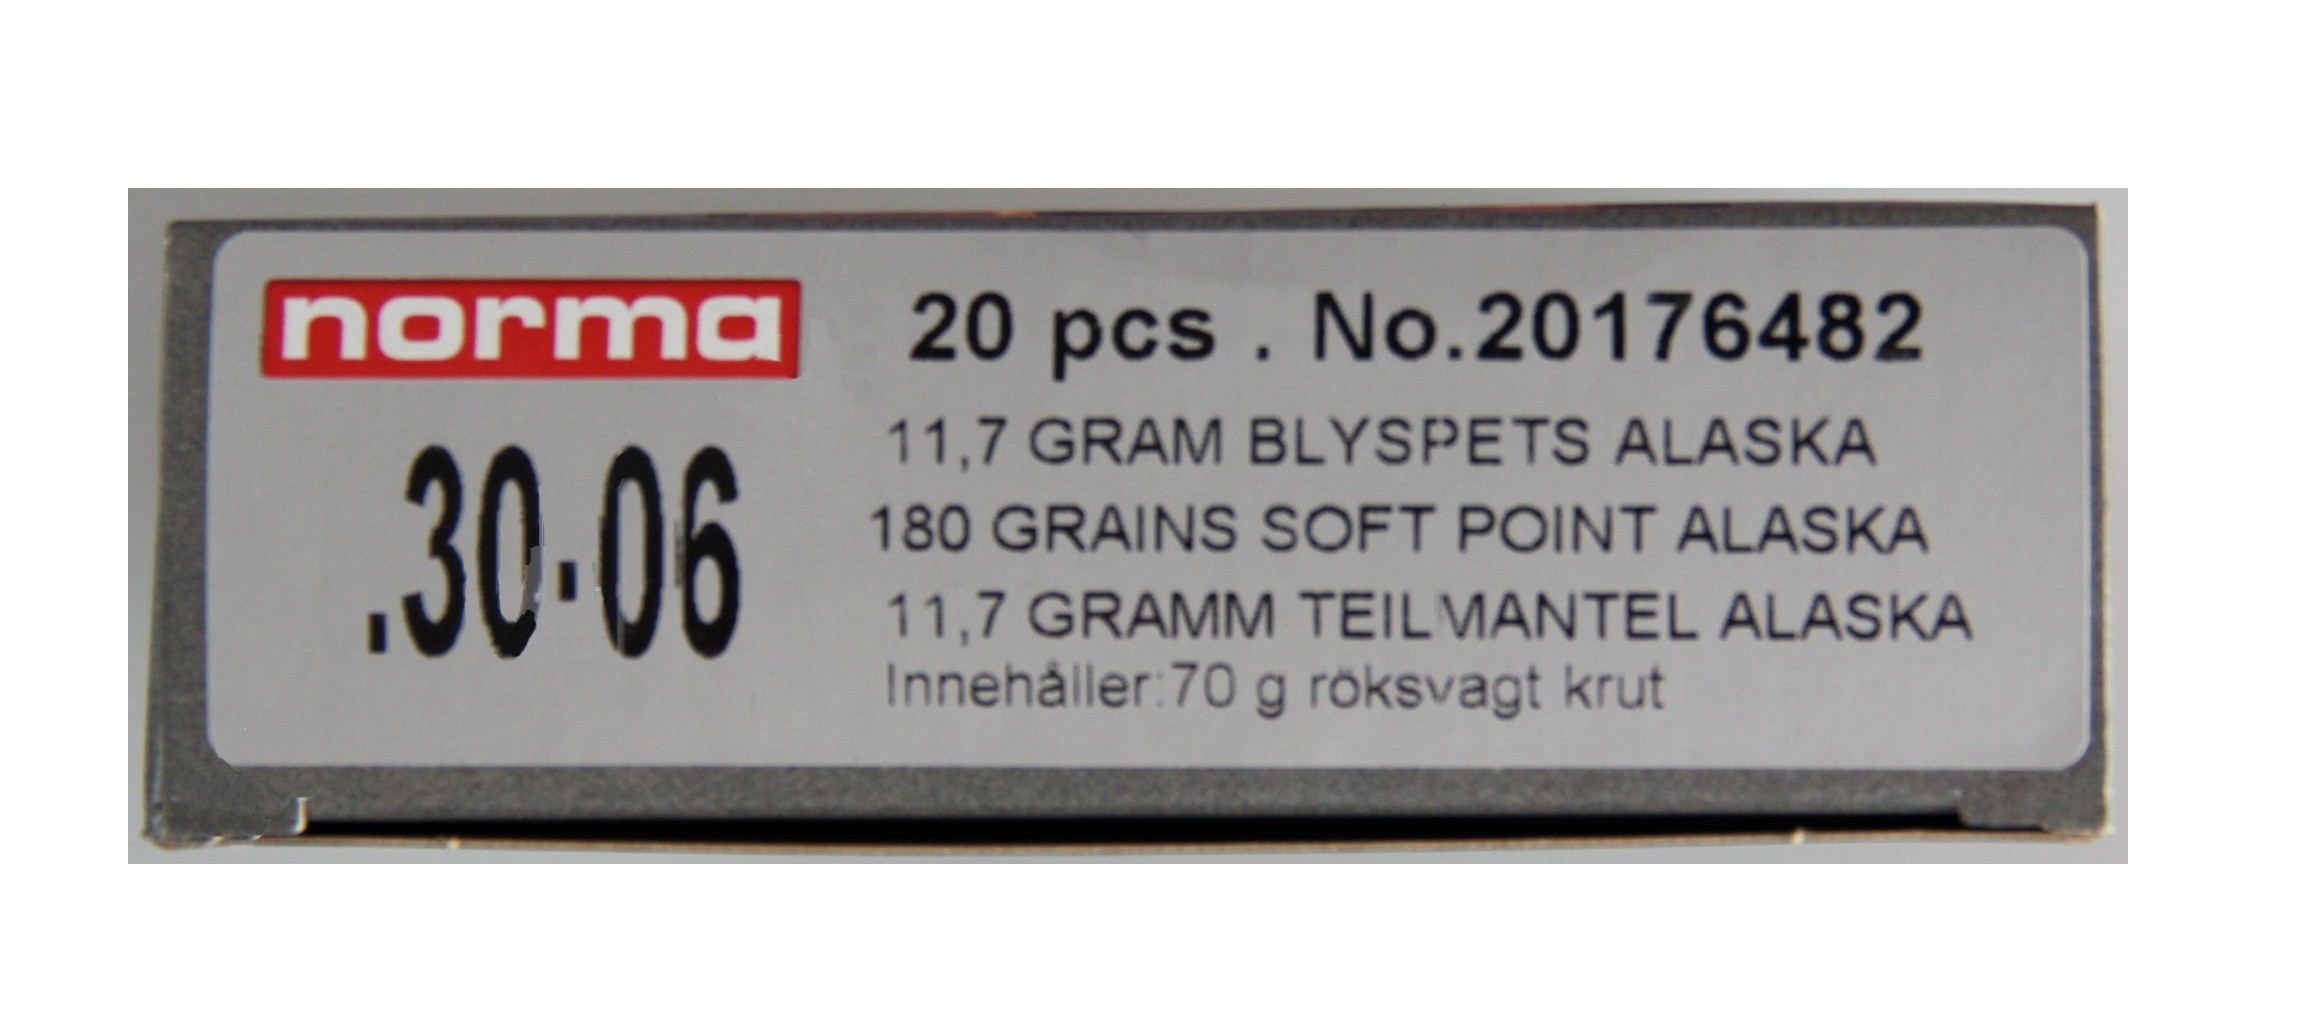 norma
20 pcs . No.20176482
.30-06
11,7 GRAM BLYSPETS ALASKA
180 GRAINS SOFT POINT ALASKA
11,7 GRAMM TEILMANTEL ALASKA
Innehåller:70 g röksvagt krut